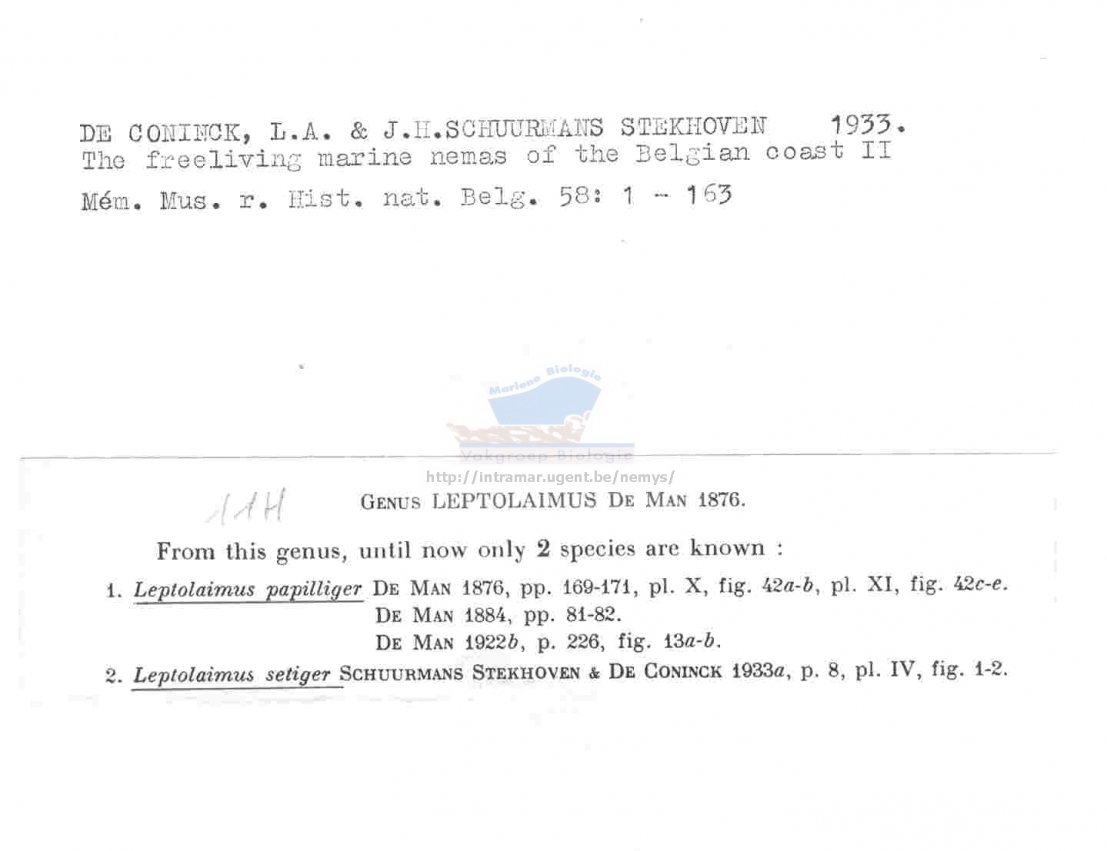 DE CONINCK, L.A. & J.H.SCHUURMANS STEKHOVEN 1933.
The freeliving marine nemas of the Belgian coast II
Mém. Mus. r. Hist. nat. Belg. 58: 1 - 163
Mariene Biologie
Vakgroep Biologie
http://intramar.ugent.be/nemys/
11H
GENUS LEPTOLAIMUS DE MAN 1876.
From this genus, until now only 2 species are known :
1. Leptolaimus papilliger DE MAN 1876, pp. 169-171, pl. X, fig. 42a-b, pl. XI, fig. 42c-e.
DE MAN 1884, pp. 81-82.
DE MAN 1922b, p. 226, fig. 13a-b.
2. Leptolaimus setiger SCHUURMANS STEKHOVEN & DE CONINCK 1933a, p. 8, pl. IV, fig. 1-2.